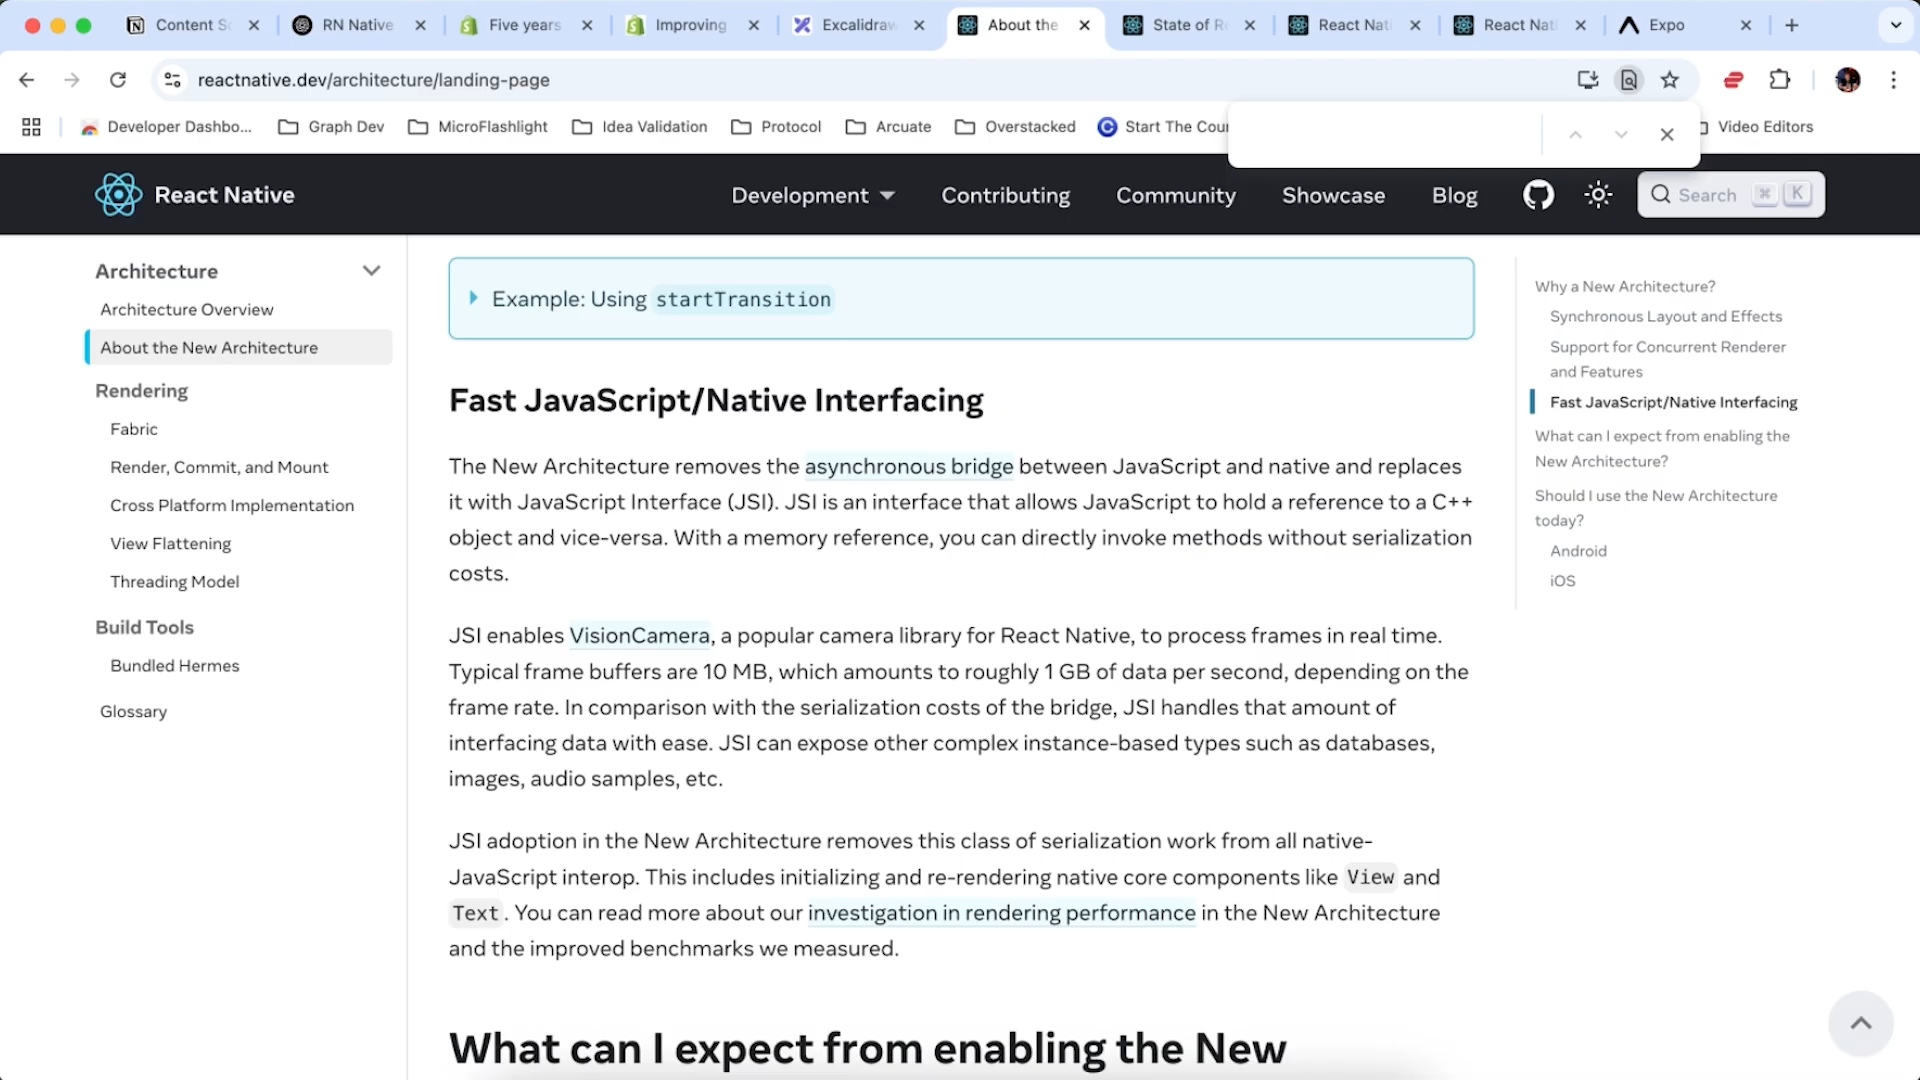 Content Sc
RN Native
Five years
Improving
Excalidraw
About the
State of Re
React Nati
React Nati
Expo
reactnative.dev/architecture/landing-page
Developer Dashbo...
Graph Dev
MicroFlashlight
Idea Validation
Protocol
Arcuate
Overstacked
Start The Cour
Video Editors
React Native
Development
Contributing
Community
Showcase
Blog
Search ⌘ K
Architecture
Architecture Overview
About the New Architecture
Rendering
Fabric
Render, Commit, and Mount
Cross Platform Implementation
View Flattening
Threading Model
Build Tools
Bundled Hermes
Glossary
Example: Using startTransition
Fast JavaScript/Native Interfacing
The New Architecture removes the asynchronous bridge between JavaScript and native and replaces
it with JavaScript Interface (JSI). JSI is an interface that allows JavaScript to hold a reference to a C++
object and vice-versa. With a memory reference, you can directly invoke methods without serialization
costs.
JSI enables VisionCamera, a popular camera library for React Native, to process frames in real time.
Typical frame buffers are 10 MB, which amounts to roughly 1 GB of data per second, depending on the
frame rate. In comparison with the serialization costs of the bridge, JSI handles that amount of
interfacing data with ease. JSI can expose other complex instance-based types such as databases,
images, audio samples, etc.
JSI adoption in the New Architecture removes this class of serialization work from all native-
JavaScript interop. This includes initializing and re-rendering native core components like View and
Text. You can read more about our investigation in rendering performance in the New Architecture
and the improved benchmarks we measured.
What can I expect from enabling the New
Why a New Architecture?
Synchronous Layout and Effects
Support for Concurrent Renderer
and Features
Fast JavaScript/Native Interfacing
What can I expect from enabling the
New Architecture?
Should I use the New Architecture
today?
Android
iOS